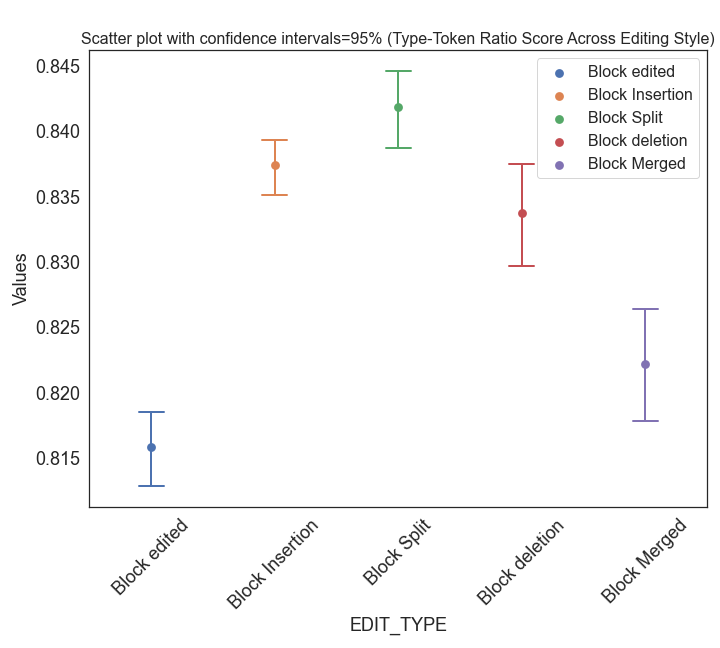 Scatter plot with confidence intervals=95% (Type-Token Ratio Score Across Editing Style)
Block edited
Block Insertion
Block Split
Block deletion
Block Merged
0.845
0.840
0.835
0.830
0.825
0.820
0.815
Values
Block edited
Block Insertion
Block Split
Block deletion
Block Merged
EDIT_TYPE